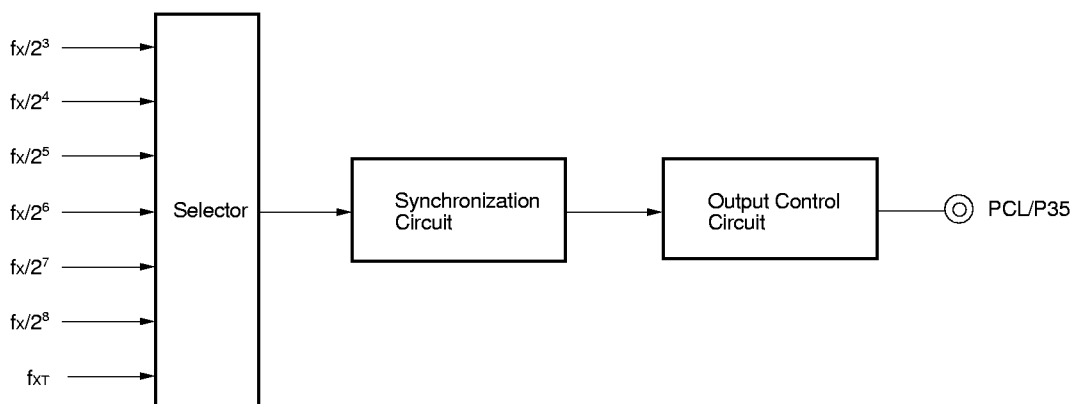 fX/2³
fX/2⁴
fX/2⁵
fX/2⁶
fX/2⁷
fX/2⁸
fXT
Selector
Synchronization
Circuit
Output Control
Circuit
PCL/P35